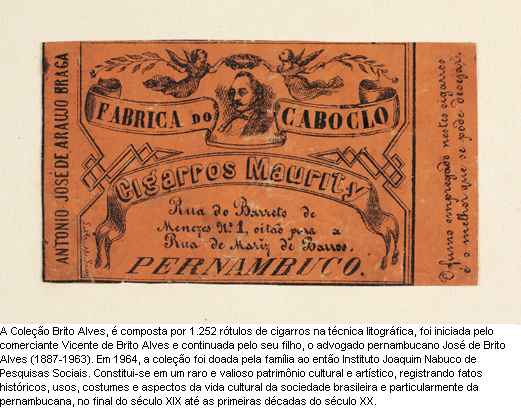 ANTONIO JOSÉ DE ARAUJO BRAGA
FABRICA DO CABOCLO
Cigarros Maurity
Rua do Barreto de
Menezes Nº 1, oitão para a
Rua de Mariz de Barros.
PERNAMBUCO.
O fumo empregado nestes cigarros
é o melhor que se póde desejar.
A Coleção Brito Alves, é composta por 1.252 rótulos de cigarros na técnica litográfica, foi iniciada pelo
comerciante Vicente de Brito Alves e continuada pelo seu filho, o advogado pernambucano José de Brito
Alves (1887-1963). Em 1964, a coleção foi doada pela família ao então Instituto Joaquim Nabuco de
Pesquisas Sociais. Constitui-se em um raro e valioso patrimônio cultural e artístico, registrando fatos
históricos, usos, costumes e aspectos da vida cultural da sociedade brasileira e particularmente da
pernambucana, no final do século XIX até as primeiras décadas do século XX.